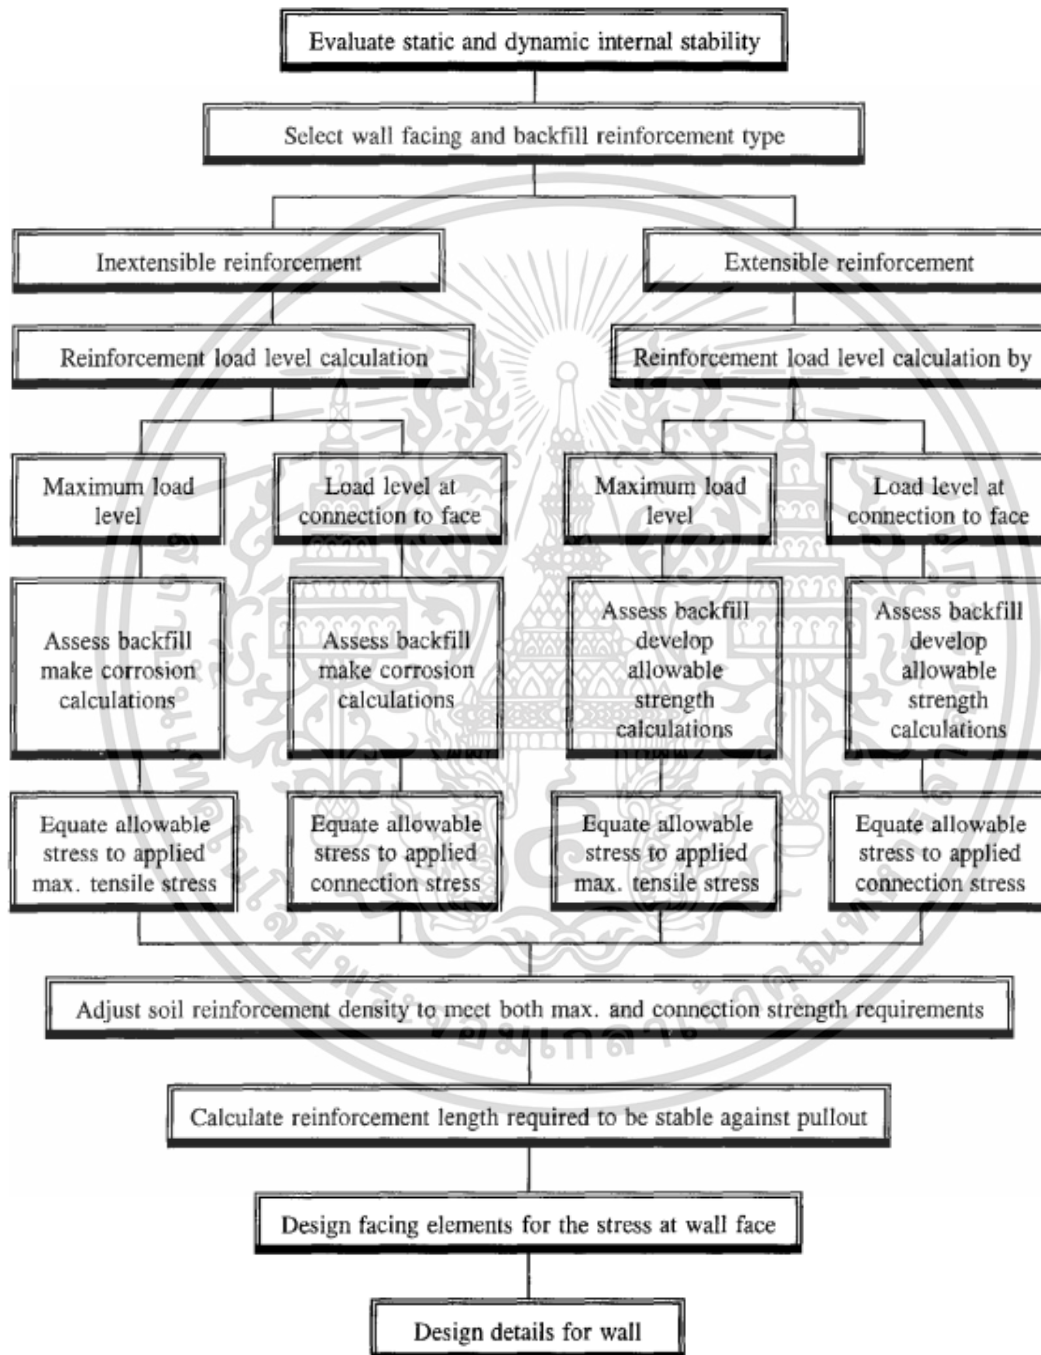 Evaluate static and dynamic internal stability
Select wall facing and backfill reinforcement type
Inextensible reinforcement
Extensible reinforcement
Reinforcement load level calculation
Reinforcement load level calculation by
Maximum load
level
Load level at
connection to face
Maximum load
level
Load level at
connection to face
Assess backfill
make corrosion
calculations
Assess backfill
make corrosion
calculations
Assess backfill
develop
allowable
strength
calculations
Assess backfill
develop
allowable
strength
calculations
Equate allowable
stress to applied
max. tensile stress
Equate allowable
stress to applied
connection stress
Equate allowable
stress to applied
max. tensile stress
Equate allowable
stress to applied
connection stress
Adjust soil reinforcement density to meet both max. and connection strength requirements
Calculate reinforcement length required to be stable against pullout
Design facing elements for the stress at wall face
Design details for wall